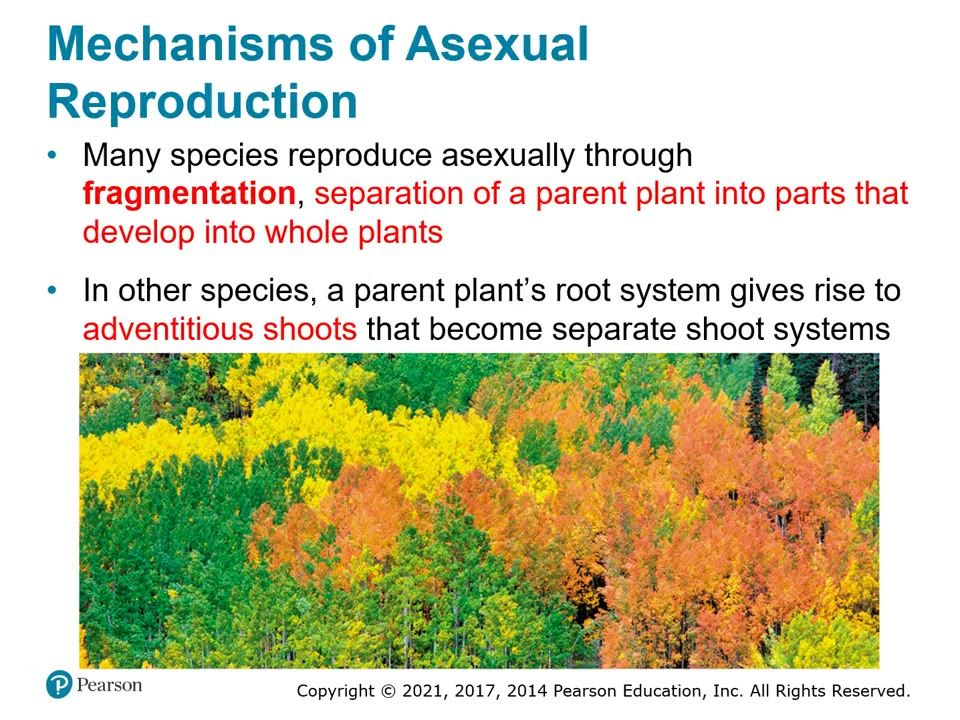 Mechanisms of Asexual
Reproduction
• Many species reproduce asexually through
fragmentation, separation of a parent plant into parts that
develop into whole plants
• In other species, a parent plant’s root system gives rise to
adventitious shoots that become separate shoot systems
P Pearson
Copyright © 2021, 2017, 2014 Pearson Education, Inc. All Rights Reserved.